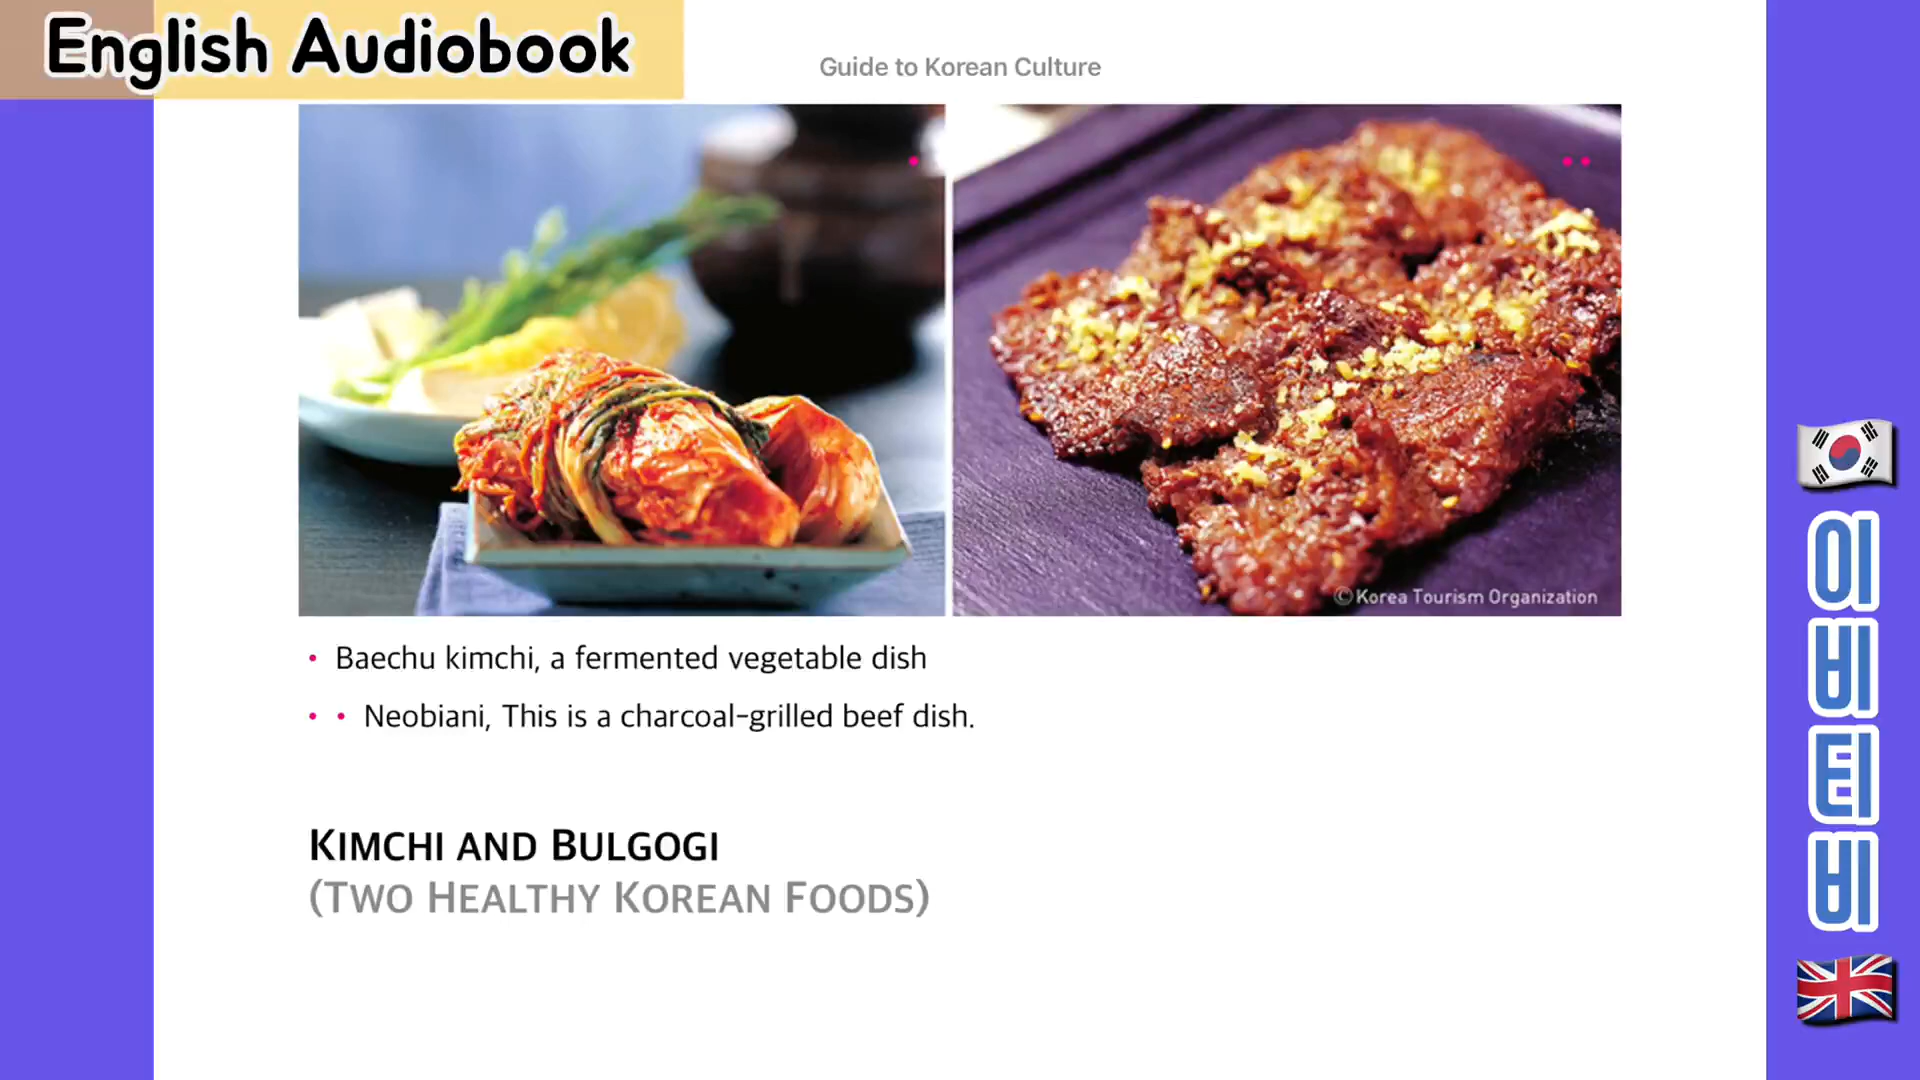 English Audiobook
Guide to Korean Culture
© Korea Tourism Organization
• Baechu kimchi, a fermented vegetable dish
• • Neobiani, This is a charcoal-grilled beef dish.
KIMCHI AND BULGOGI
(TWO HEALTHY KOREAN FOODS)
이비티비